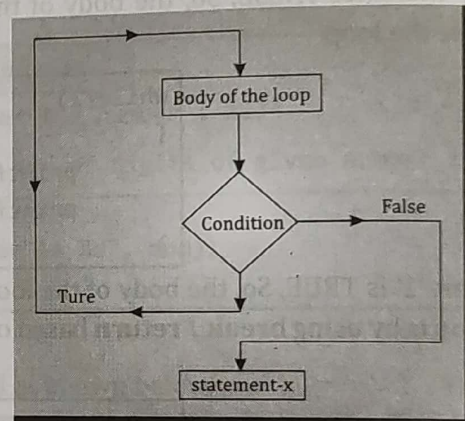 Body of the loop
Condition
False
Ture
statement-x